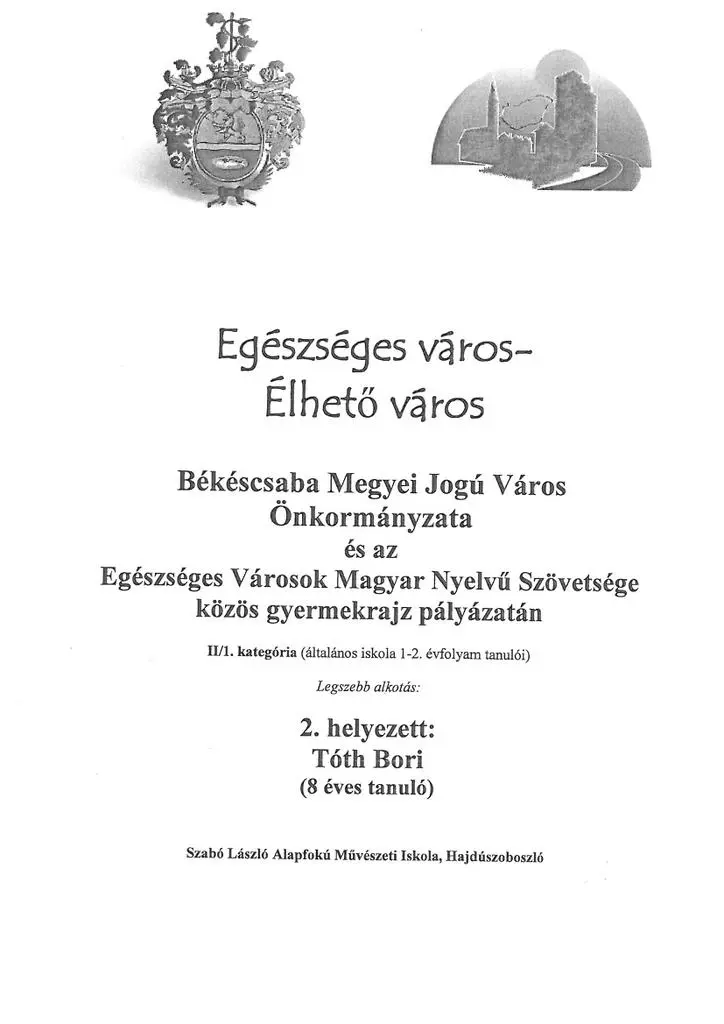 Egészséges város-
Élhető város
Békéscsaba Megyei Jogú Város
Önkormányzata
és az
Egészséges Városok Magyar Nyelvű Szövetsége
közös gyermekrajz pályázatán
II/1. kategória (általános iskola 1-2. évfolyam tanulói)
Legszebb alkotás:
2. helyezett:
Tóth Bori
(8 éves tanuló)
Szabó László Alapfokú Művészeti Iskola, Hajdúszoboszló